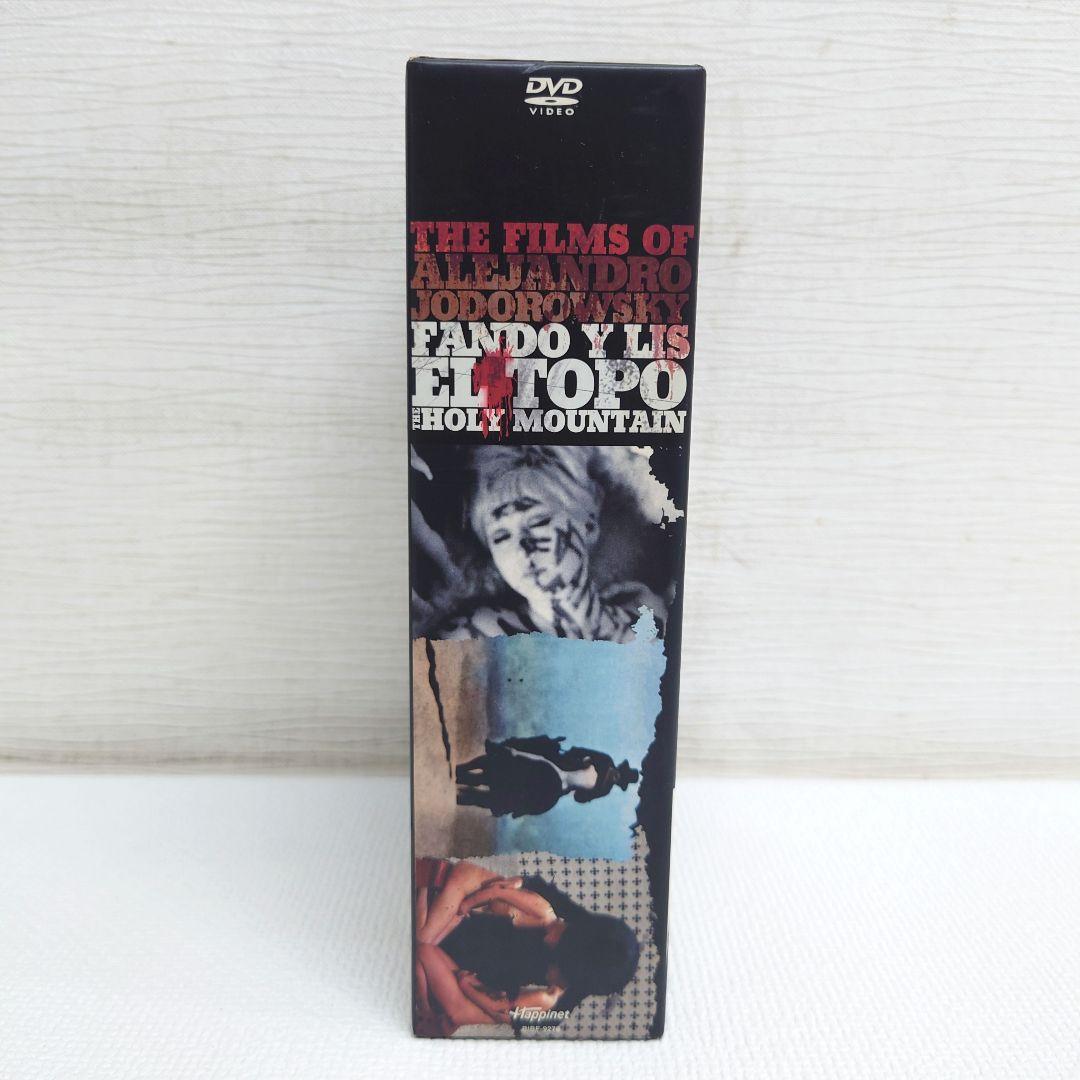 DVD
VIDEO
THE FILMS OF
ALEJANDRO
JODOROWSKY
FANDO Y LIS
EL TOPO
THE HOLY MOUNTAIN
Happinet